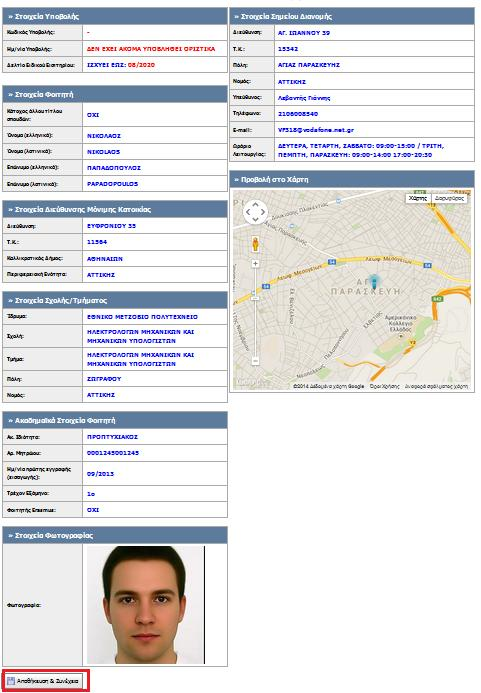 » Στοιχεία Υποβολής
Κωδικός Υποβολής: -
Ημ/νία Υποβολής: ΔΕΝ ΕΧΕΙ ΑΚΟΜΑ ΥΠΟΒΛΗΘΕΙ ΟΡΙΣΤΙΚΑ
Δελτίο Ειδικού Εισιτηρίου: ΙΣΧΥΕΙ ΕΩΣ: 08/2020
» Στοιχεία Φοιτητή
Κάτοχος άλλου τίτλου σπουδών: ΟΧΙ
Όνομα (ελληνικά): ΝΙΚΟΛΑΟΣ
Όνομα (λατινικά): NIKOLAOS
Επώνυμο (ελληνικά): ΠΑΠΑΔΟΠΟΥΛΟΣ
Επώνυμο (λατινικά): PAPADOPOULOS
» Στοιχεία Διεύθυνσης Μόνιμης Κατοικίας
Διεύθυνση: ΕΥΦΡΟΝΙΟΥ 35
Τ.Κ.: 11564
Καλλικρατικός Δήμος: ΑΘΗΝΑΙΩΝ
Περιφερειακή Ενότητα: ΑΤΤΙΚΗΣ
» Στοιχεία Σχολής/Τμήματος
Ίδρυμα: ΕΘΝΙΚΟ ΜΕΤΣΟΒΙΟ ΠΟΛΥΤΕΧΝΕΙΟ
Σχολή: ΗΛΕΚΤΡΟΛΟΓΩΝ ΜΗΧΑΝΙΚΩΝ ΚΑΙ
ΜΗΧΑΝΙΚΩΝ ΥΠΟΛΟΓΙΣΤΩΝ
Τμήμα: ΗΛΕΚΤΡΟΛΟΓΩΝ ΜΗΧΑΝΙΚΩΝ ΚΑΙ
ΜΗΧΑΝΙΚΩΝ ΥΠΟΛΟΓΙΣΤΩΝ
Πόλη: ΖΩΓΡΑΦΟΥ
Νομός: ΑΤΤΙΚΗΣ
» Ακαδημαϊκά Στοιχεία Φοιτητή
Ακ. Ιδιότητα: ΠΡΟΠΤΥΧΙΑΚΟΣ
Αρ. Μητρώου: 0001245001245
Ημ/νία πρώτης εγγραφής (εισαγωγής): 09/2013
Τρέχον Εξάμηνο: 1ο
Φοιτητής Erasmus: ΟΧΙ
» Στοιχεία Φωτογραφίας
Φωτογραφία:
Αποθήκευση & Συνέχεια
» Στοιχεία Σημείου Διανομής
Διεύθυνση: ΑΓ. ΙΩΑΝΝΟΥ 39
Τ.Κ.: 15342
Πόλη: ΑΓΙΑΣ ΠΑΡΑΣΚΕΥΗΣ
Νομός: ΑΤΤΙΚΗΣ
Υπεύθυνος: Λεβαντής Γιάννης
Τηλέφωνο: 2106008540
E-mail: VF318@vodafone.net.gr
Ωράριο Λειτουργίας: ΔΕΥΤΕΡΑ, ΤΕΤΑΡΤΗ, ΣΑΒΒΑΤΟ: 09:00-15:00 / ΤΡΙΤΗ,
ΠΕΜΠΤΗ, ΠΑΡΑΣΚΕΥΗ: 09:00-14:00 17:00-20:30
» Προβολή στο Χάρτη
Χάρτης Δορυφόρος
Λεωφ. Μεσογείων
54
54
Λεωφ. Μεσογείων
ΑΓΙΑ
ΠΑΡΑΣΚΕΥΗ
Αμερικανικό
Κολλέγιο
Ελλάδος
Υ3
©2014 Δεδομένα χάρτη Google Όροι Χρήσης Αναφορά σφάλματος χάρτη